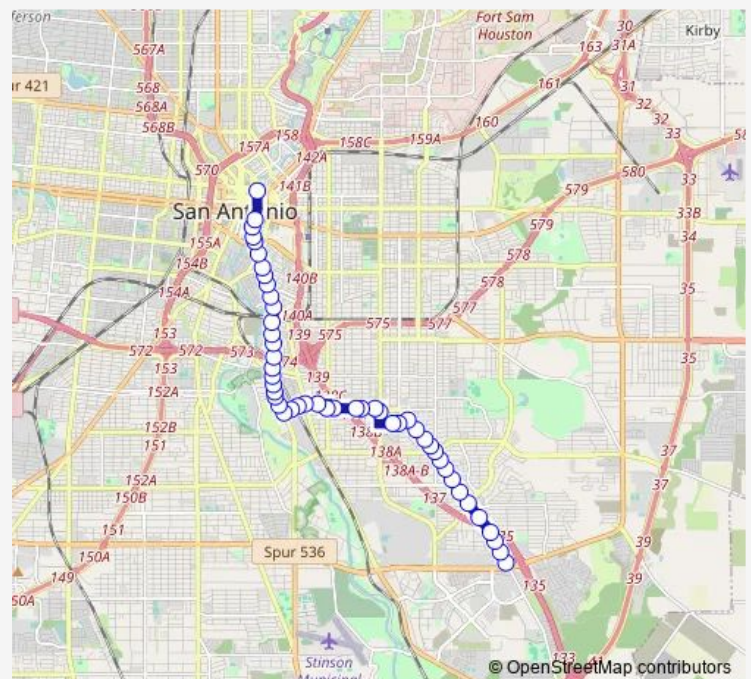 Fort Sam
Houston
Kirby
30
163
31A
567A
ur 421
568
568A
568B
161
31
32
32
160
158
158C
159A
33
157A
142A
570
141B
580
579
33
San Antonio
33B
579
34
155A
154B
578
140B
578
35
154A
577
140A
153
139
575
575
577
572
572
573
574
35
153
139
152A
138B
152B
138A
151
37
152A
138A-B
37
150B
137
151
135
39
Spur 536
150A
149
50A
135
39
Stinson
Municipal
133
© OpenStreetMap contributors